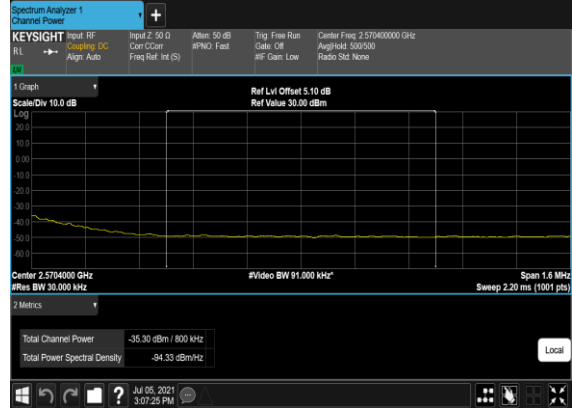 Spectrum Analyzer 1
Channel Power
+
KEYSIGHT Input: RF Input Z: 50 Ω Atten: 50 dB Trig: Free Run Center Freq: 2.570400000 GHz
RL Coupling: DC Corr CCorr #PNO: Fast Gate: Off Avg|Hold: 500/500
Align: Auto Freq Ref: Int (S) #IF Gain: Low Radio Std: None
1 Graph
Ref Lvl Offset 5.10 dB
Scale/Div 10.0 dB Ref Value 30.00 dBm
Log
20.0
10.0
0.00
-10.0
-20.0
-30.0
-40.0
-50.0
-60.0
Center 2.5704000 GHz #Video BW 91.000 kHz* Span 1.6 MHz
#Res BW 30.000 kHz Sweep 2.20 ms (1001 pts)
2 Metrics
Total Channel Power -35.30 dBm / 800 kHz
Total Power Spectral Density -94.33 dBm/Hz
Local
? Jul 05, 2021
3:07:25 PM